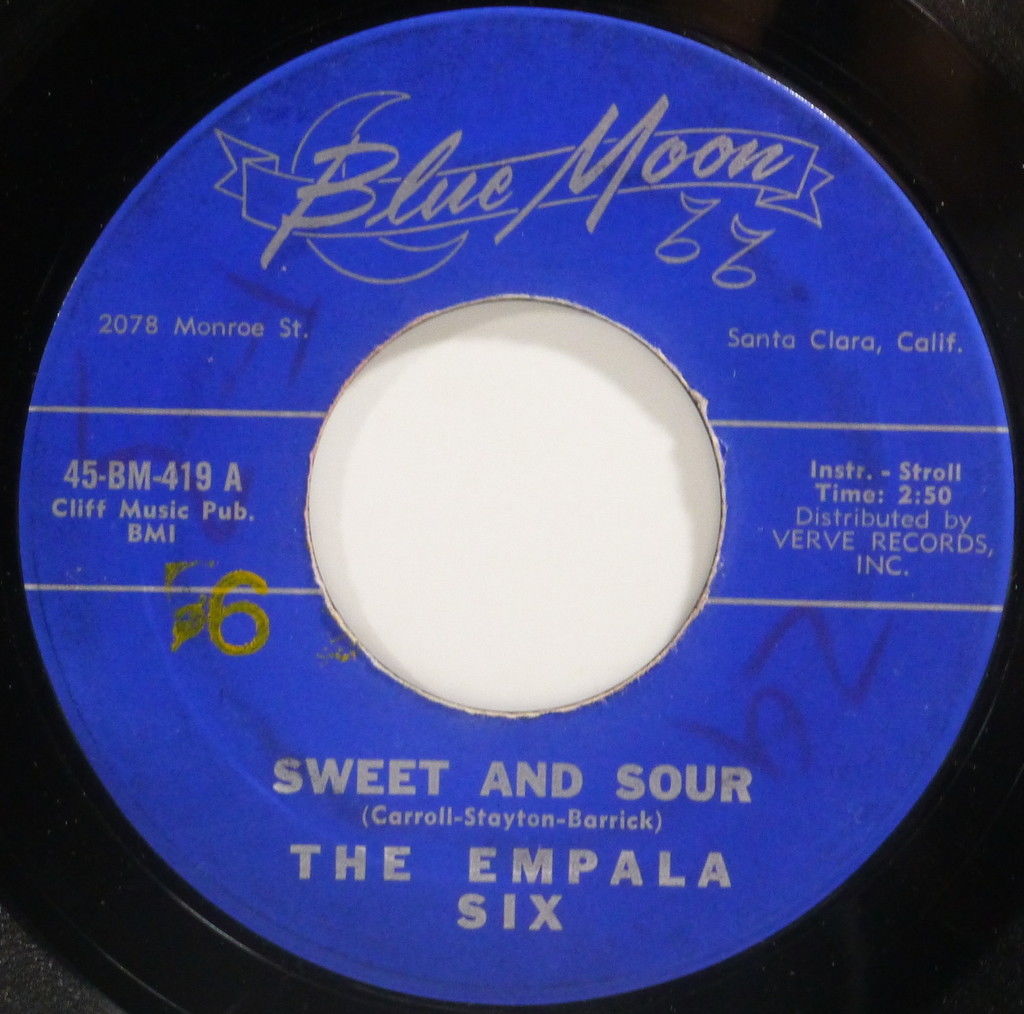 Blue Moon
2078 Monroe St.
Santa Clara, Calif.
45-BM-419 A
Cliff Music Pub.
BMI
Instr. - Stroll
Time: 2:50
Distributed by
VERVE RECORDS,
INC.
6
SWEET AND SOUR
(Carroll-Stayton-Barrick)
THE EMPALA
SIX